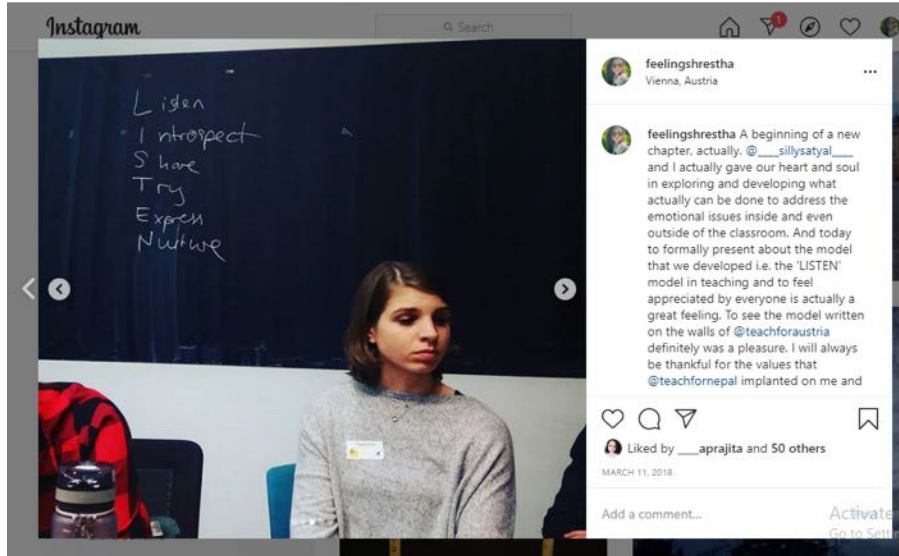 Instagram
Search
1
Listen
Introspect
Share
Try
Express
Nurture
feelingshrestha
Vienna, Austria
feelingshrestha A beginning of a new
chapter, actually. @____sillysatyal____
and I actually gave our heart and soul
in exploring and developing what
actually can be done to address the
emotional issues inside and even
outside of the classroom. And today
to formally present about the model
that we developed i.e. the 'LISTEN'
model in teaching and to feel
appreciated by everyone is actually a
great feeling. To see the model written
on the walls of @teachforaustria
definitely was a pleasure. I will always
be thankful for the values that
@teachfornepal implanted on me and
Liked by ___aprajita and 50 others
MARCH 11, 2018
Add a comment...
Activate
Go to Sett